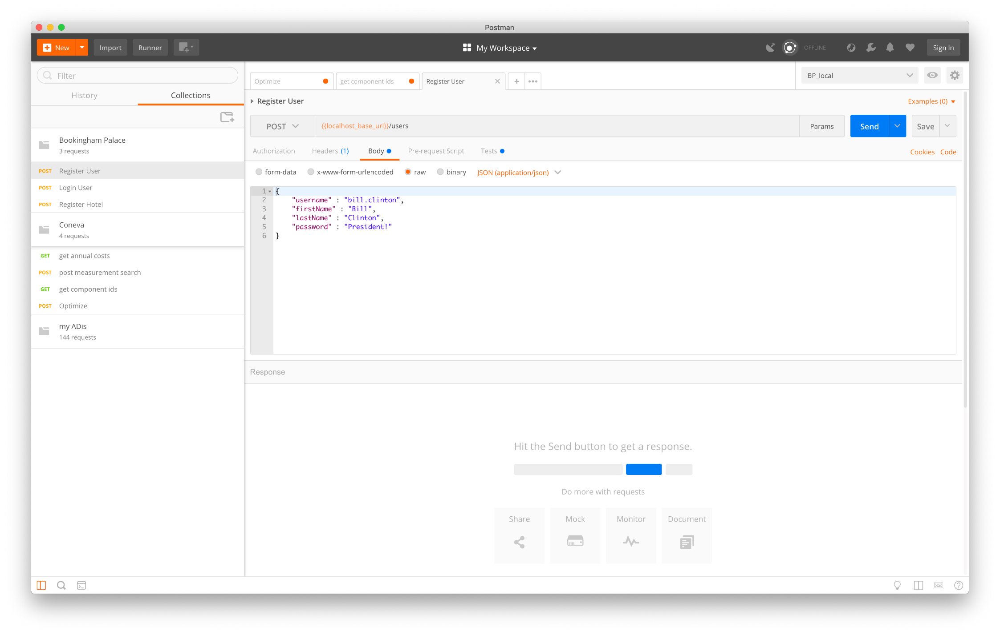 Postman
New
Import
Runner
My Workspace
OFFLINE
Sign In
Filter
History
Collections
Bookingham Palace
3 requests
POST Register User
POST Login User
POST Register Hotel
Coneva
4 requests
GET get annual costs
POST post measurement search
GET get component ids
POST Optimize
my ADis
144 requests
Optimize
get component ids
Register User
BP_local
Register User
Examples (0)
POST
{{localhost_base_url}}/users
Params
Send
Save
Authorization
Headers (1)
Body
Pre-request Script
Tests
Cookies
Code
form-data
x-www-form-urlencoded
raw
binary
JSON (application/json)
1 {
2 "username" : "bill.clinton",
3 "firstName" : "Bill",
4 "lastName" : "Clinton",
5 "password" : "President!"
6 }
Response
Hit the Send button to get a response.
Do more with requests
Share
Mock
Monitor
Document